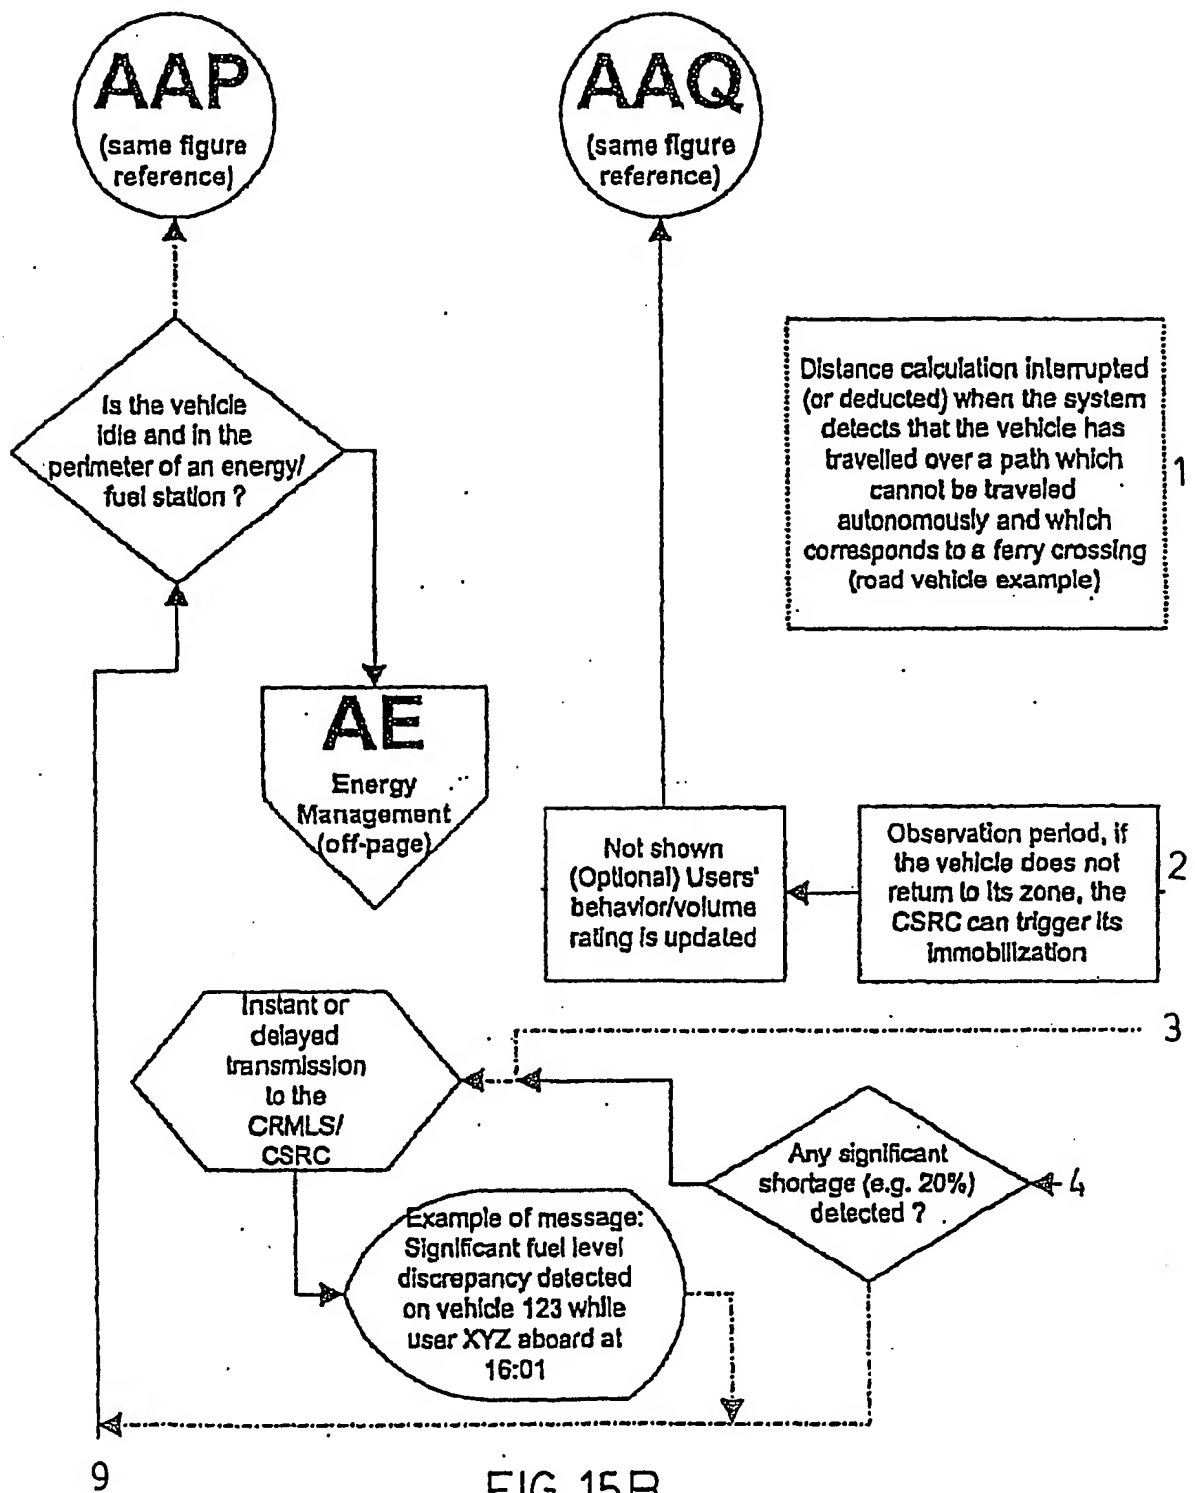 AAP
(same figure
reference)
AAQ
(same figure
reference)
Is the vehicle
idle and in the
perimeter of an energy/
fuel station ?
Distance calculation interrupted
(or deducted) when the system
detects that the vehicle has
travelled over a path which
cannot be traveled
autonomously and which
corresponds to a ferry crossing
(road vehicle example)
1
AE
Energy
Management
(off-page)
Not shown
(Optional) Users'
behavior/volume
rating is updated
Observation period, if
the vehicle does not
return to its zone, the
CSRC can trigger its
immobilization
2
Instant or
delayed
transmission
to the
CRMLS/
CSRC
3
Any significant
shortage (e.g. 20%)
detected ?
4
Example of message:
Significant fuel level
discrepancy detected
on vehicle 123 while
user XYZ aboard at
16:01
9
FIG. 15B